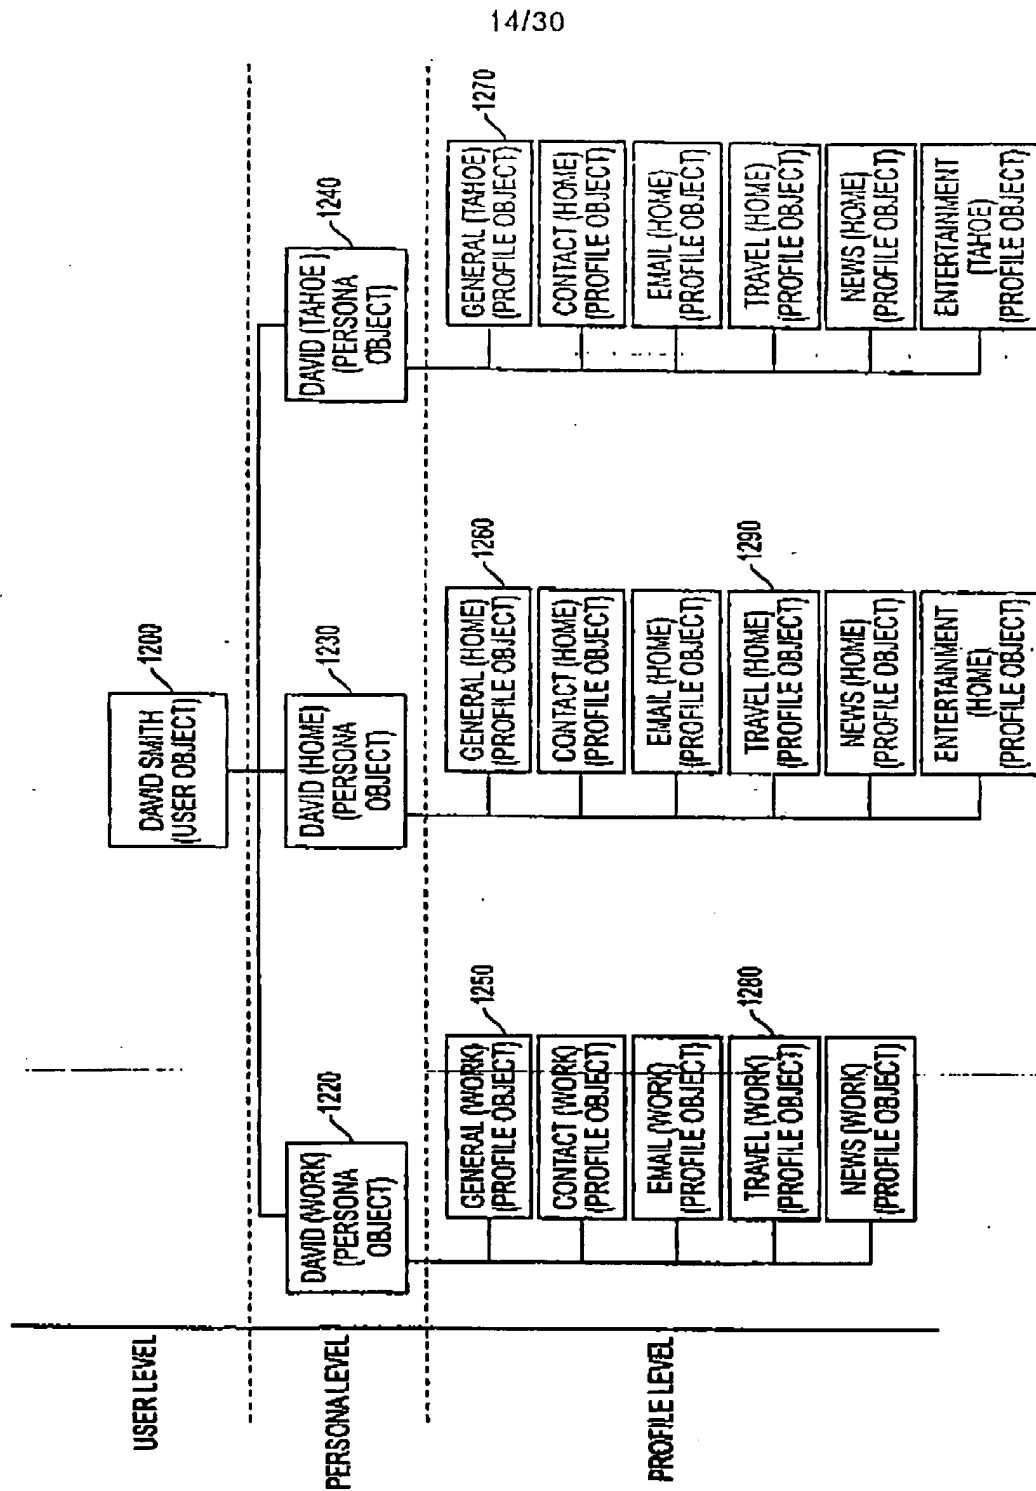 14/30
USER LEVEL
DAVID SMITH
(USER OBJECT)
1200
PERSONA LEVEL
DAVID (WORK)
(PERSONA
OBJECT)
1220
DAVID (HOME)
(PERSONA
OBJECT)
1230
DAVID (TAHOE)
(PERSONA
OBJECT)
1240
PROFILE LEVEL
GENERAL (WORK)
(PROFILE OBJECT)
1250
CONTACT (WORK)
(PROFILE OBJECT)
EMAIL (WORK)
(PROFILE OBJECT)
TRAVEL (WORK)
(PROFILE OBJECT)
1280
NEWS (WORK)
(PROFILE OBJECT)
GENERAL (HOME)
(PROFILE OBJECT)
1260
CONTACT (HOME)
(PROFILE OBJECT)
EMAIL (HOME)
(PROFILE OBJECT)
TRAVEL (HOME)
(PROFILE OBJECT)
1290
NEWS (HOME)
(PROFILE OBJECT)
ENTERTAINMENT
(HOME)
(PROFILE OBJECT)
GENERAL (TAHOE)
(PROFILE OBJECT)
1270
CONTACT (HOME)
(PROFILE OBJECT)
EMAIL (HOME)
(PROFILE OBJECT)
TRAVEL (HOME)
(PROFILE OBJECT)
NEWS (HOME)
(PROFILE OBJECT)
ENTERTAINMENT
(TAHOE)
(PROFILE OBJECT)